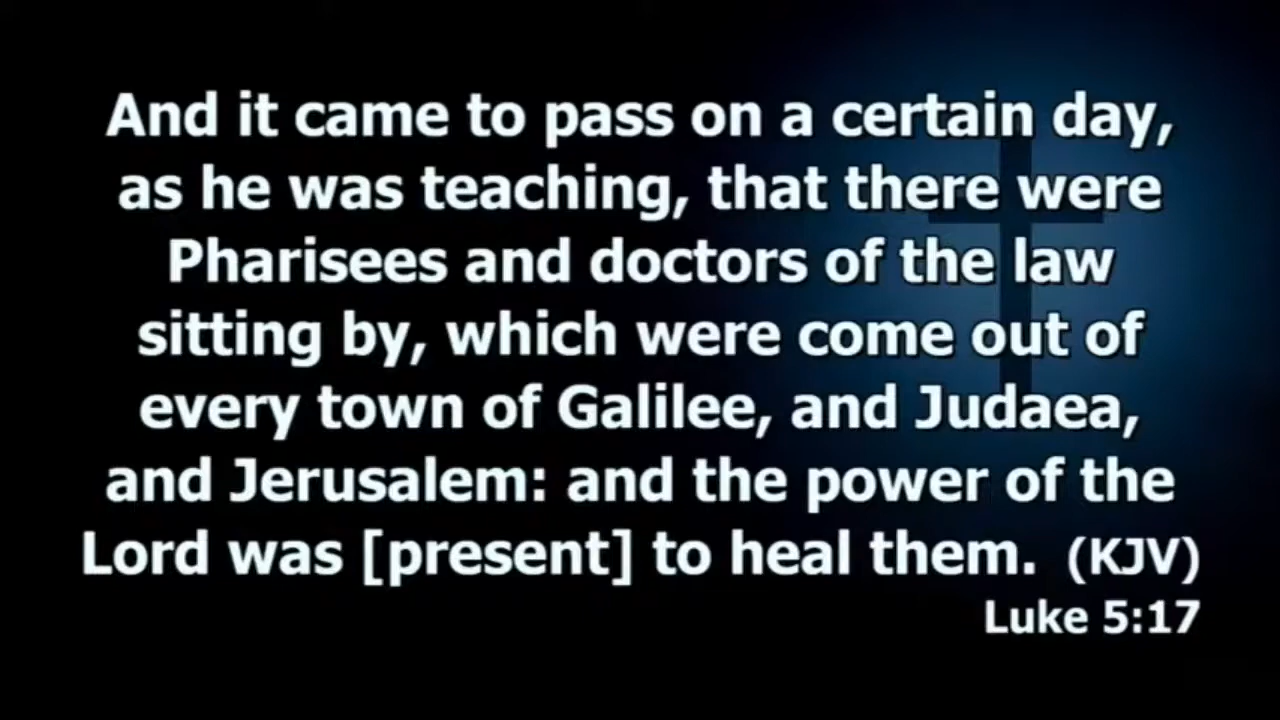 And it came to pass on a certain day,
as he was teaching, that there were
Pharisees and doctors of the law
sitting by, which were come out of
every town of Galilee, and Judaea,
and Jerusalem: and the power of the
Lord was [present] to heal them. (KJV)
Luke 5:17